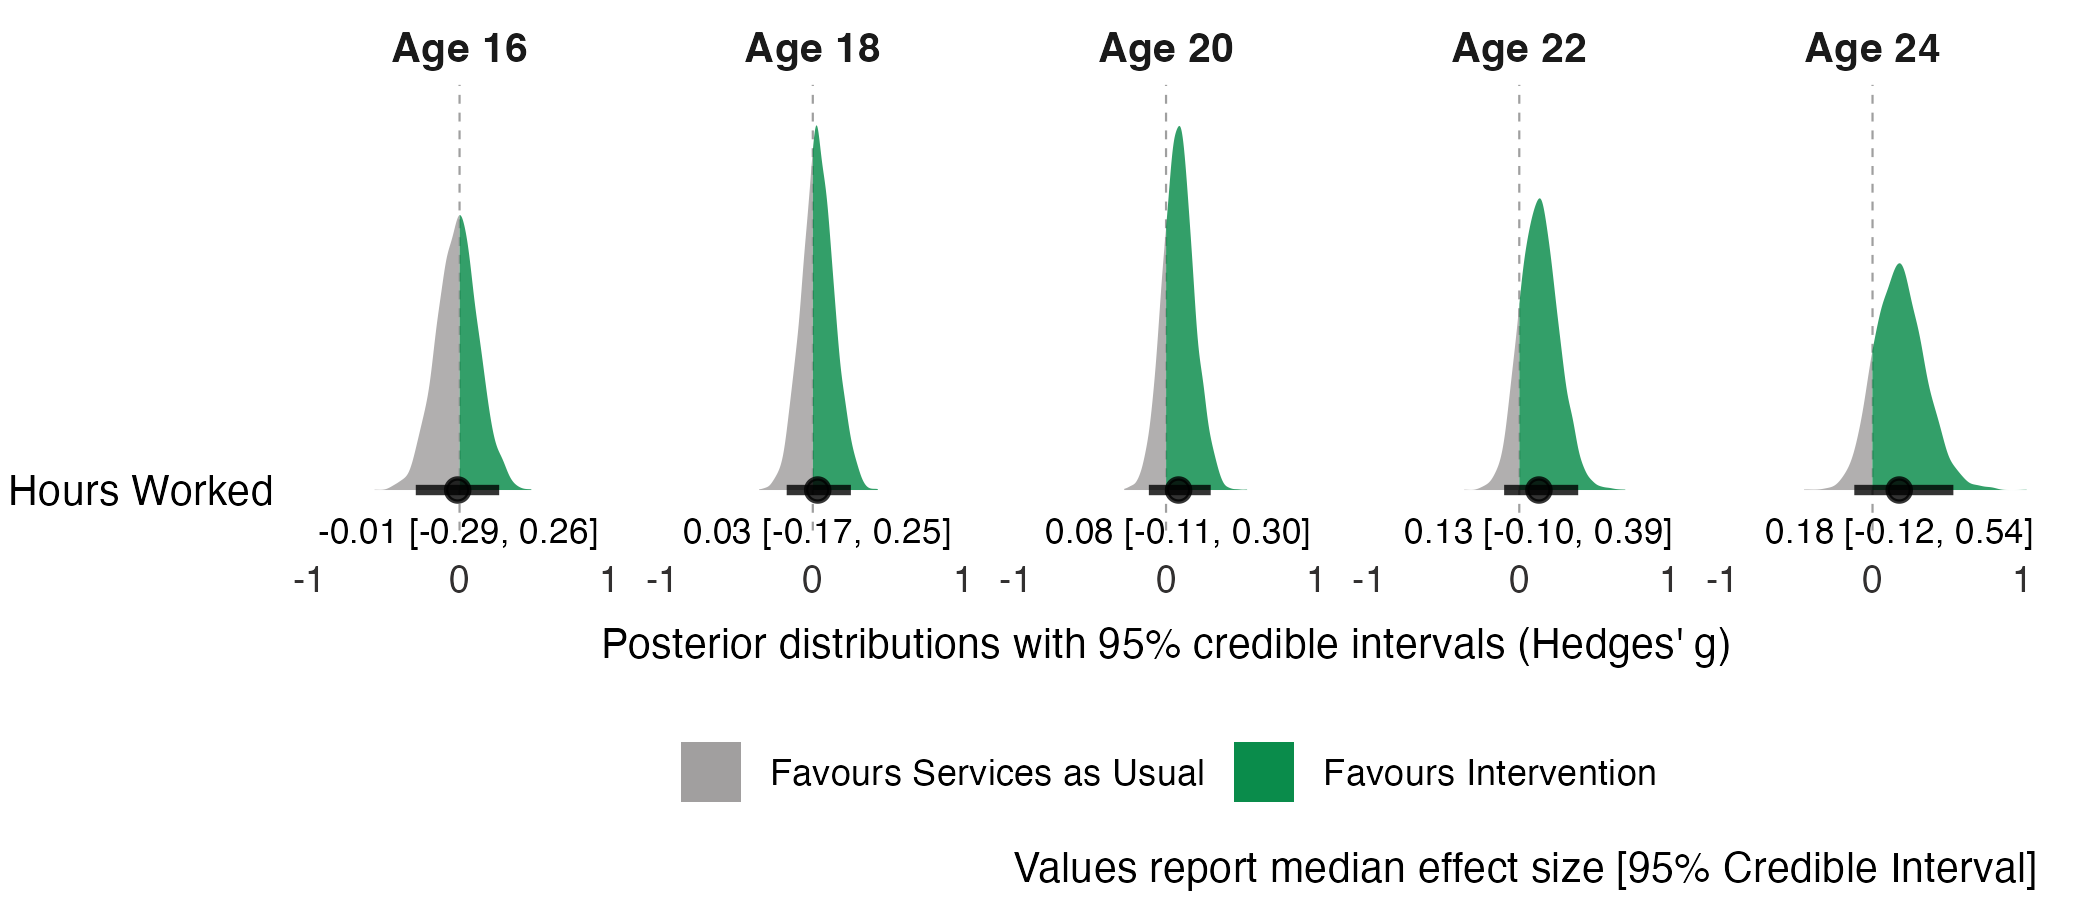 Age 16 Age 18 Age 20 Age 22 Age 24
Hours Worked
-0.01 [-0.29, 0.26] 0.03 [-0.17, 0.25] 0.08 [-0.11, 0.30] 0.13 [-0.10, 0.39] 0.18 [-0.12, 0.54]
-1 0 1 -1 0 1 -1 0 1 -1 0 1 -1 0 1
Posterior distributions with 95% credible intervals (Hedges' g)
Favours Services as Usual Favours Intervention
Values report median effect size [95% Credible Interval]